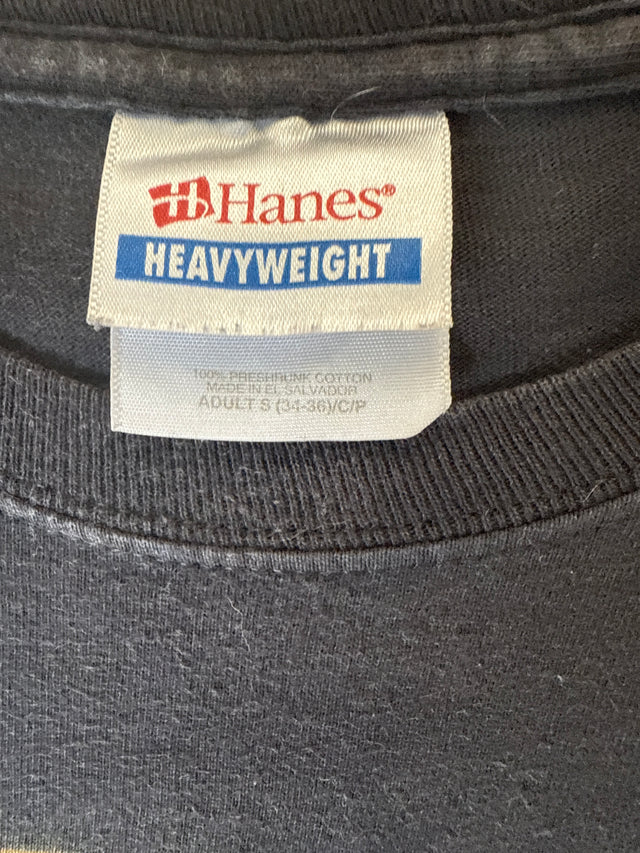 Hanes®
HEAVYWEIGHT
100% PRESHRUNK COTTON
MADE IN EL SALVADOR
ADULT S (34-36)/C/P